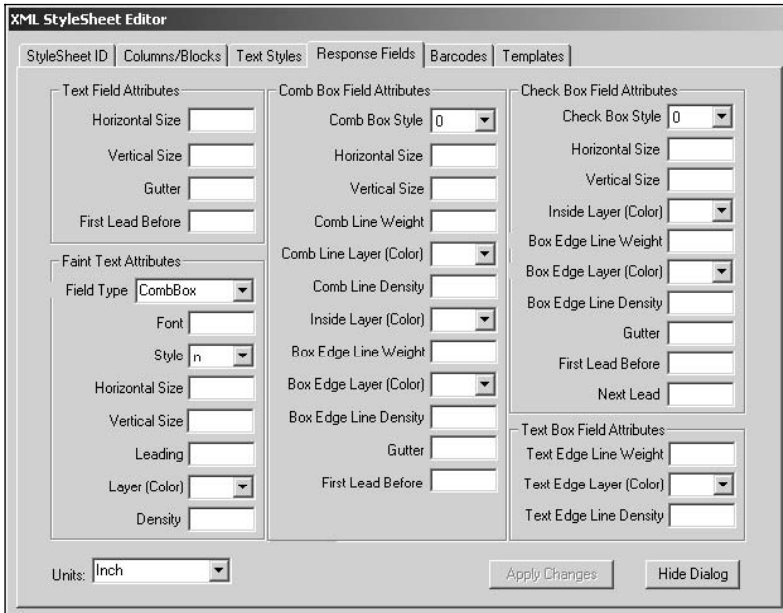 XML StyleSheet Editor
StyleSheet ID Columns/Blocks Text Styles Response Fields Barcodes Templates
Text Field Attributes
Horizontal Size
Vertical Size
Gutter
First Lead Before
Faint Text Attributes
Field Type CombBox
Font
Style n
Horizontal Size
Vertical Size
Leading
Layer (Color)
Density
Comb Box Field Attributes
Comb Box Style 0
Horizontal Size
Vertical Size
Comb Line Weight
Comb Line Layer (Color)
Comb Line Density
Inside Layer (Color)
Box Edge Line Weight
Box Edge Layer (Color)
Box Edge Line Density
Gutter
First Lead Before
Check Box Field Attributes
Check Box Style 0
Horizontal Size
Vertical Size
Inside Layer (Color)
Box Edge Line Weight
Box Edge Layer (Color)
Box Edge Line Density
Gutter
First Lead Before
Next Lead
Text Box Field Attributes
Text Edge Line Weight
Text Edge Layer (Color)
Text Edge Line Density
Units: Inch
Apply Changes
Hide Dialog